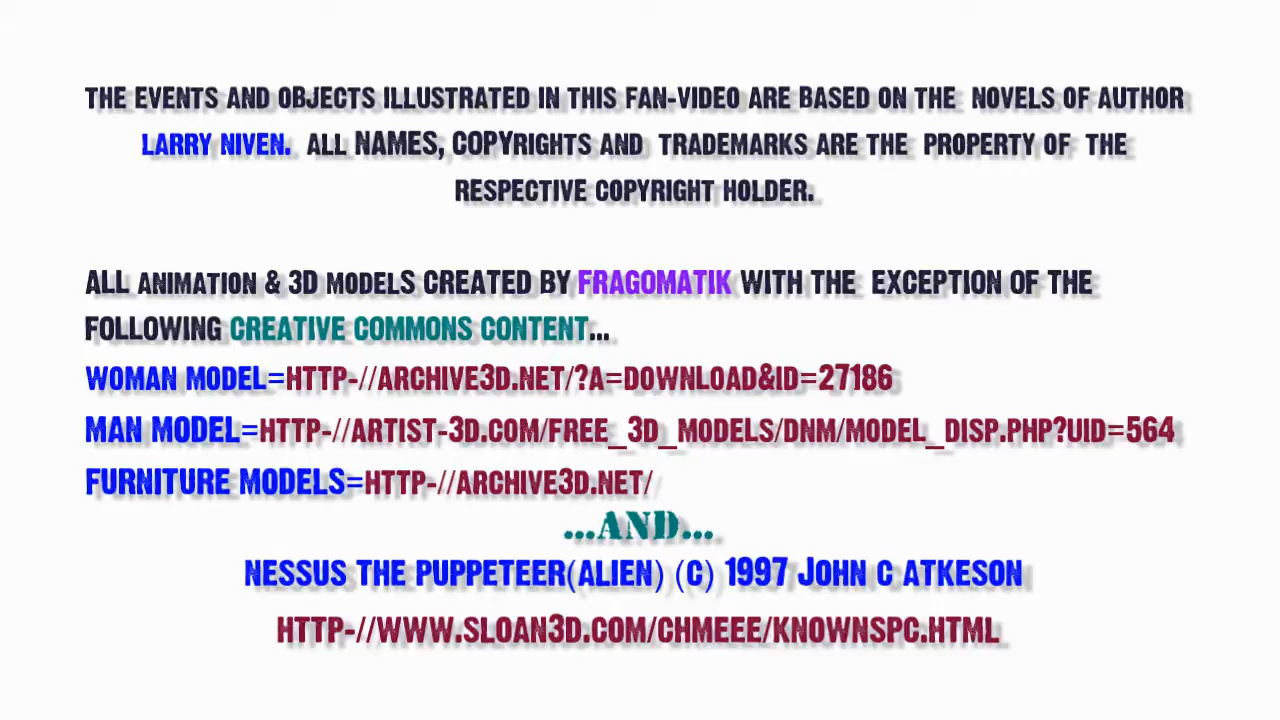 THE EVENTS AND OBJECTS ILLUSTRATED IN THIS FAN-VIDEO ARE BASED ON THE NOVELS OF AUTHOR
LARRY NIVEN. ALL NAMES, COPYRIGHTS AND TRADEMARKS ARE THE PROPERTY OF THE
RESPECTIVE COPYRIGHT HOLDER.
ALL ANIMATION & 3D MODELS CREATED BY FRAGOMATIK WITH THE EXCEPTION OF THE
FOLLOWING CREATIVE COMMONS CONTENT...
WOMAN MODEL=HTTP-//ARCHIVE3D.NET/?A=DOWNLOAD&ID=27186
MAN MODEL=HTTP-//ARTIST-3D.COM/FREE_3D_MODELS/DNM/MODEL_DISP.PHP?UID=564
FURNITURE MODELS=HTTP-//ARCHIVE3D.NET/
...AND...
NESSUS THE PUPPETEER(ALIEN) (C) 1997 JOHN C ATKESON
HTTP-//WWW.SLOAN3D.COM/CHMEEE/KNOWNSPC.HTML